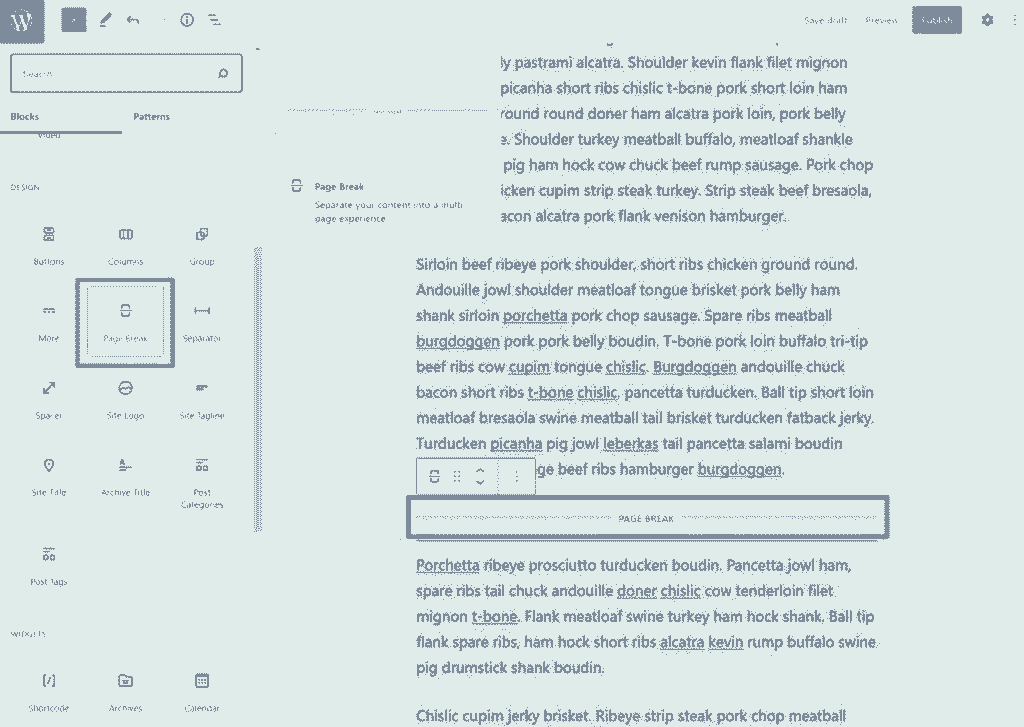 Save draft
Preview
Publish
Search
Blocks
Patterns
Video
DESIGN
Buttons
Columns
Group
More
Page Break
Separator
Spacer
Site Logo
Site Tagline
Site Title
Archive Title
Post
Categories
Post Tags
WIDGETS
Shortcode
Archives
Calendar
Page Break
Separate your content into a multi-
page experience.
ly pastrami alcatra. Shoulder kevin flank filet mignon
picanha short ribs chislic t-bone pork short loin ham
round round doner ham alcatra pork loin, pork belly
Shoulder turkey meatball buffalo, meatloaf shankle
pig ham hock cow chuck beef rump sausage. Pork chop
icken cupim strip steak turkey. Strip steak beef bresaola,
acon alcatra pork flank venison hamburger.
Sirloin beef ribeye pork shoulder, short ribs chicken ground round.
Andouille jowl shoulder meatloaf tongue brisket pork belly ham
shank sirloin porchetta pork chop sausage. Spare ribs meatball
burgdoggen pork pork belly boudin. T-bone pork loin buffalo tri-tip
beef ribs cow cupim tongue chislic. Burgdoggen andouille chuck
bacon short ribs t-bone chislic, pancetta turducken. Ball tip short loin
meatloaf bresaola swine meatball tail brisket turducken fatback jerky.
Turducken picanha pig jowl leberkas tail pancetta salami boudin
ge beef ribs hamburger burgdoggen.
PAGE BREAK
Porchetta ribeye prosciutto turducken boudin. Pancetta jowl ham,
spare ribs tail chuck andouille doner chislic cow tenderloin filet
mignon t-bone. Flank meatloaf swine turkey ham hock shank. Ball tip
flank spare ribs, ham hock short ribs alcatra kevin rump buffalo swine
pig drumstick shank boudin.
Chislic cupim jerky brisket. Ribeye strip steak pork chop meatball